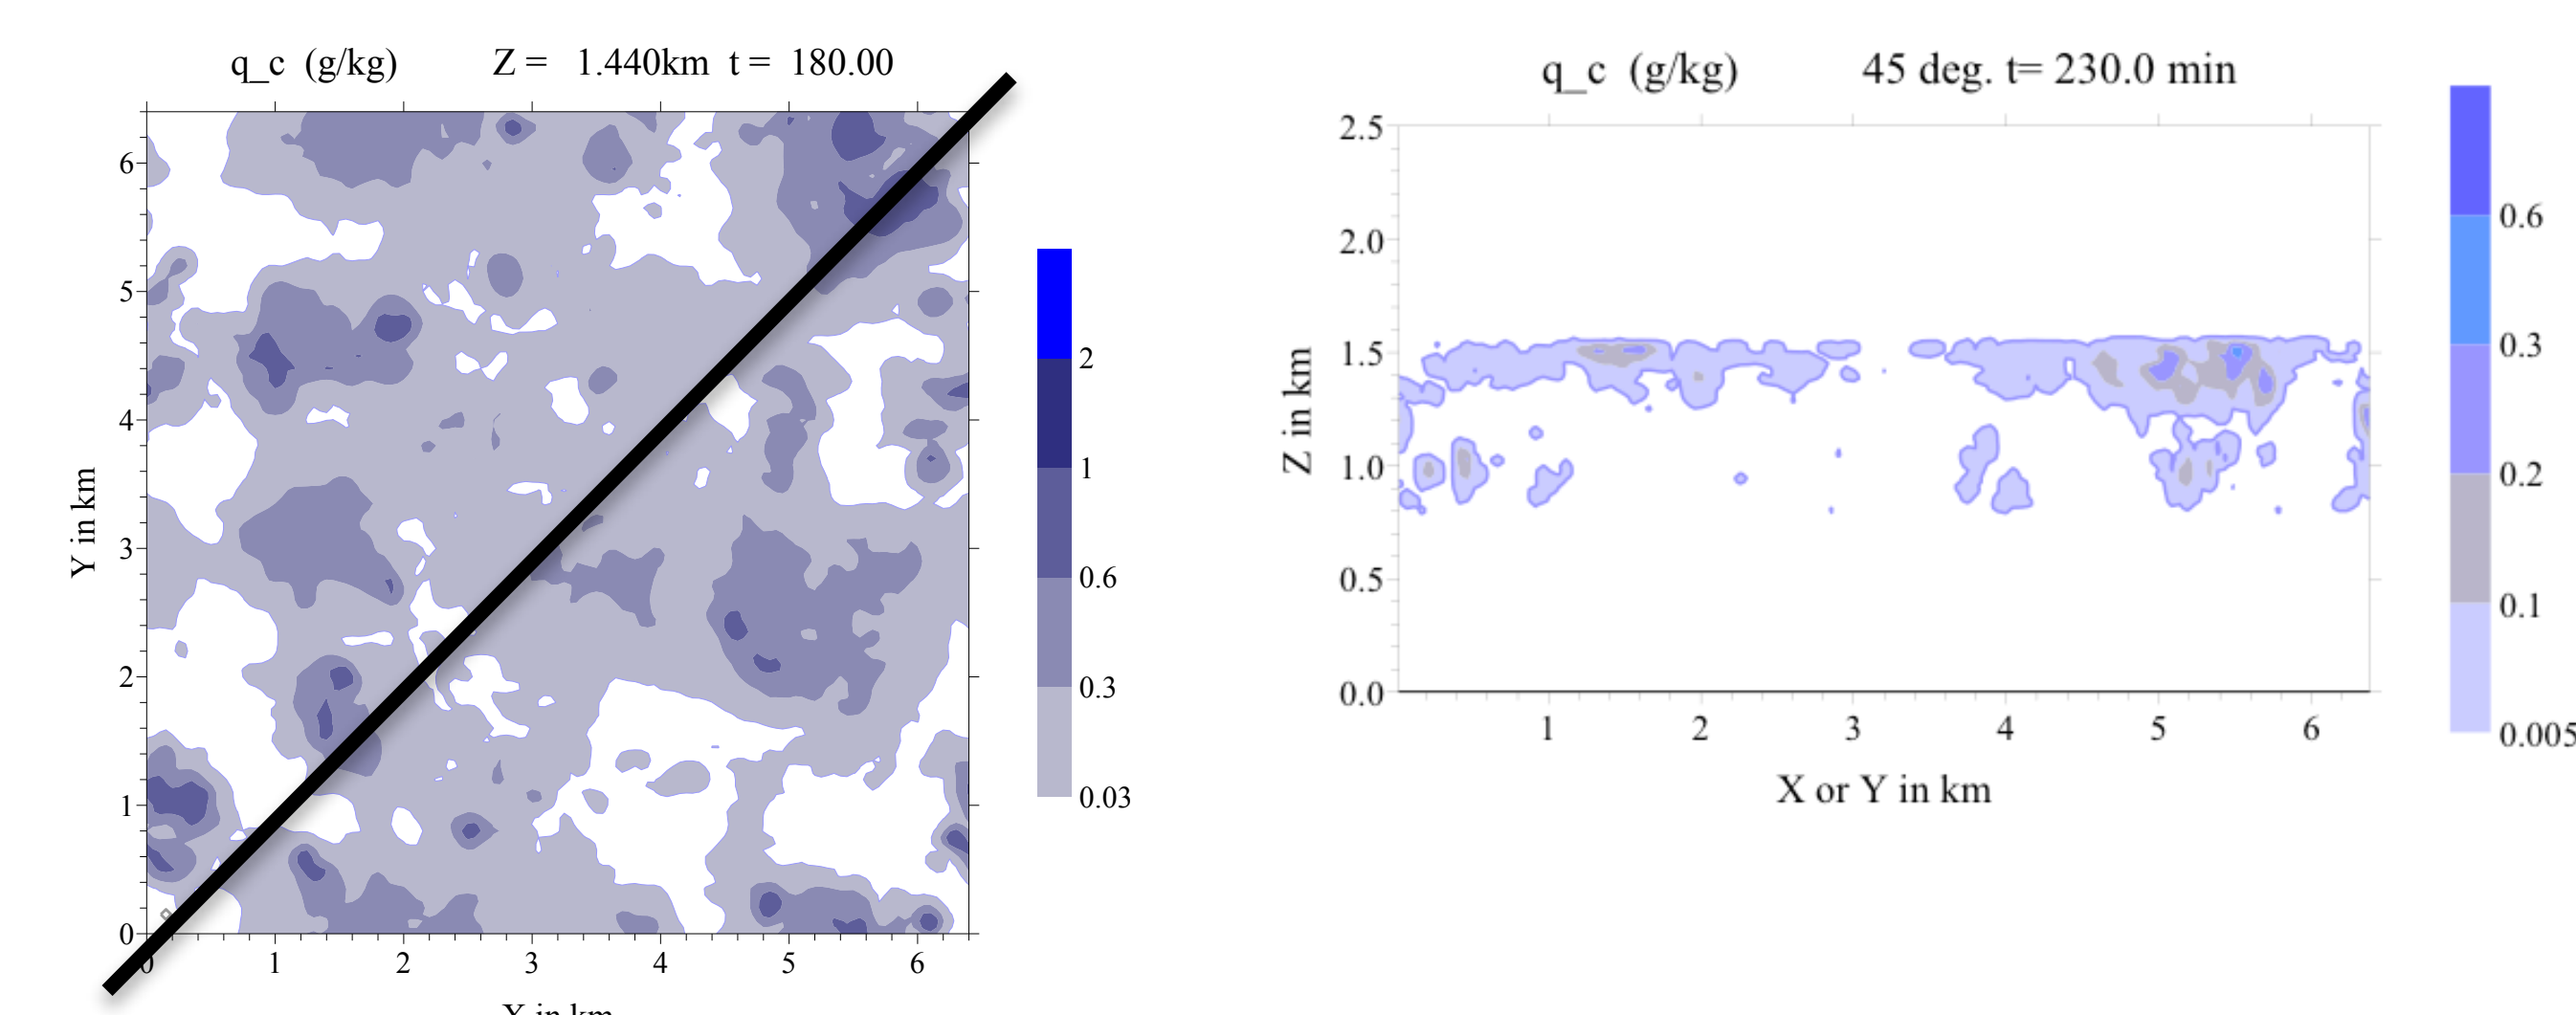 q_c (g/kg) Z = 1.440km t = 180.00
6
5
4
3
2
1
0
Y in km
0 1 2 3 4 5 6
X in km
2
1
0.6
0.3
0.03
q_c (g/kg) 45 deg. t= 230.0 min
2.5
2.0
1.5
1.0
0.5
0.0
Z in km
1 2 3 4 5 6
X or Y in km
0.6
0.3
0.2
0.1
0.005